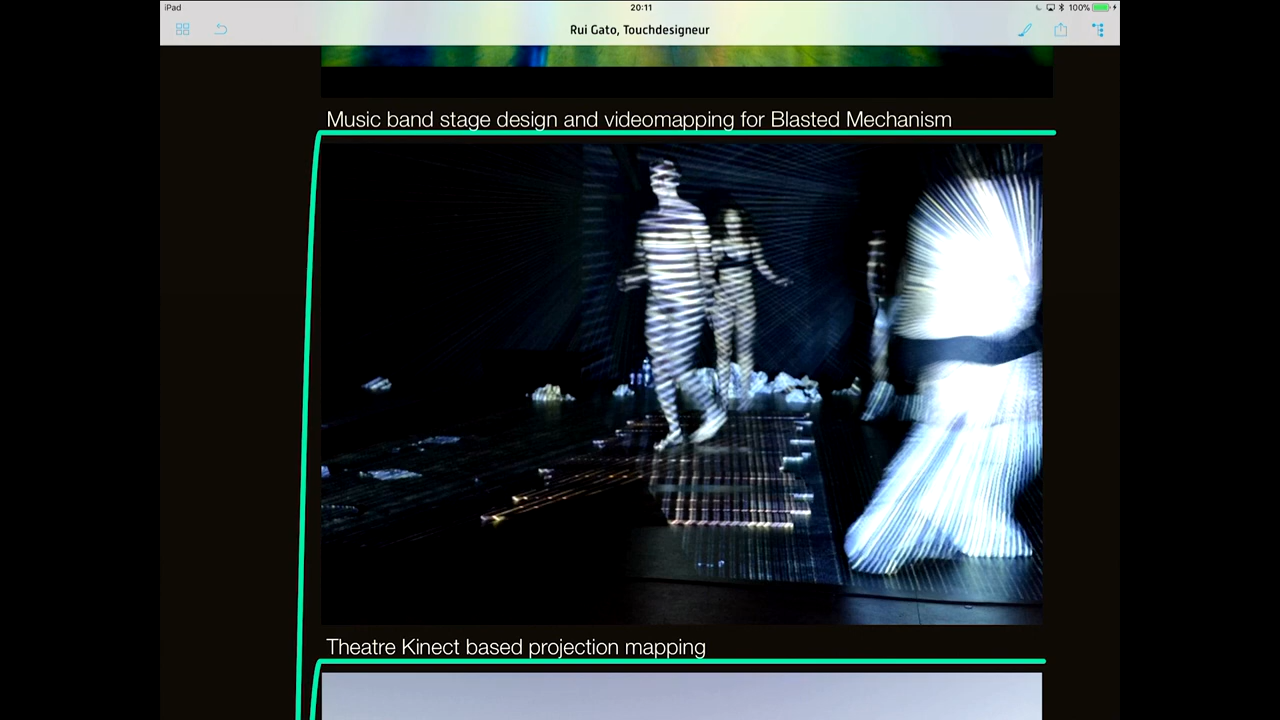 iPad
20:11
100%
Rui Gato, Touchdesigneur
Music band stage design and videomapping for Blasted Mechanism
Theatre Kinect based projection mapping